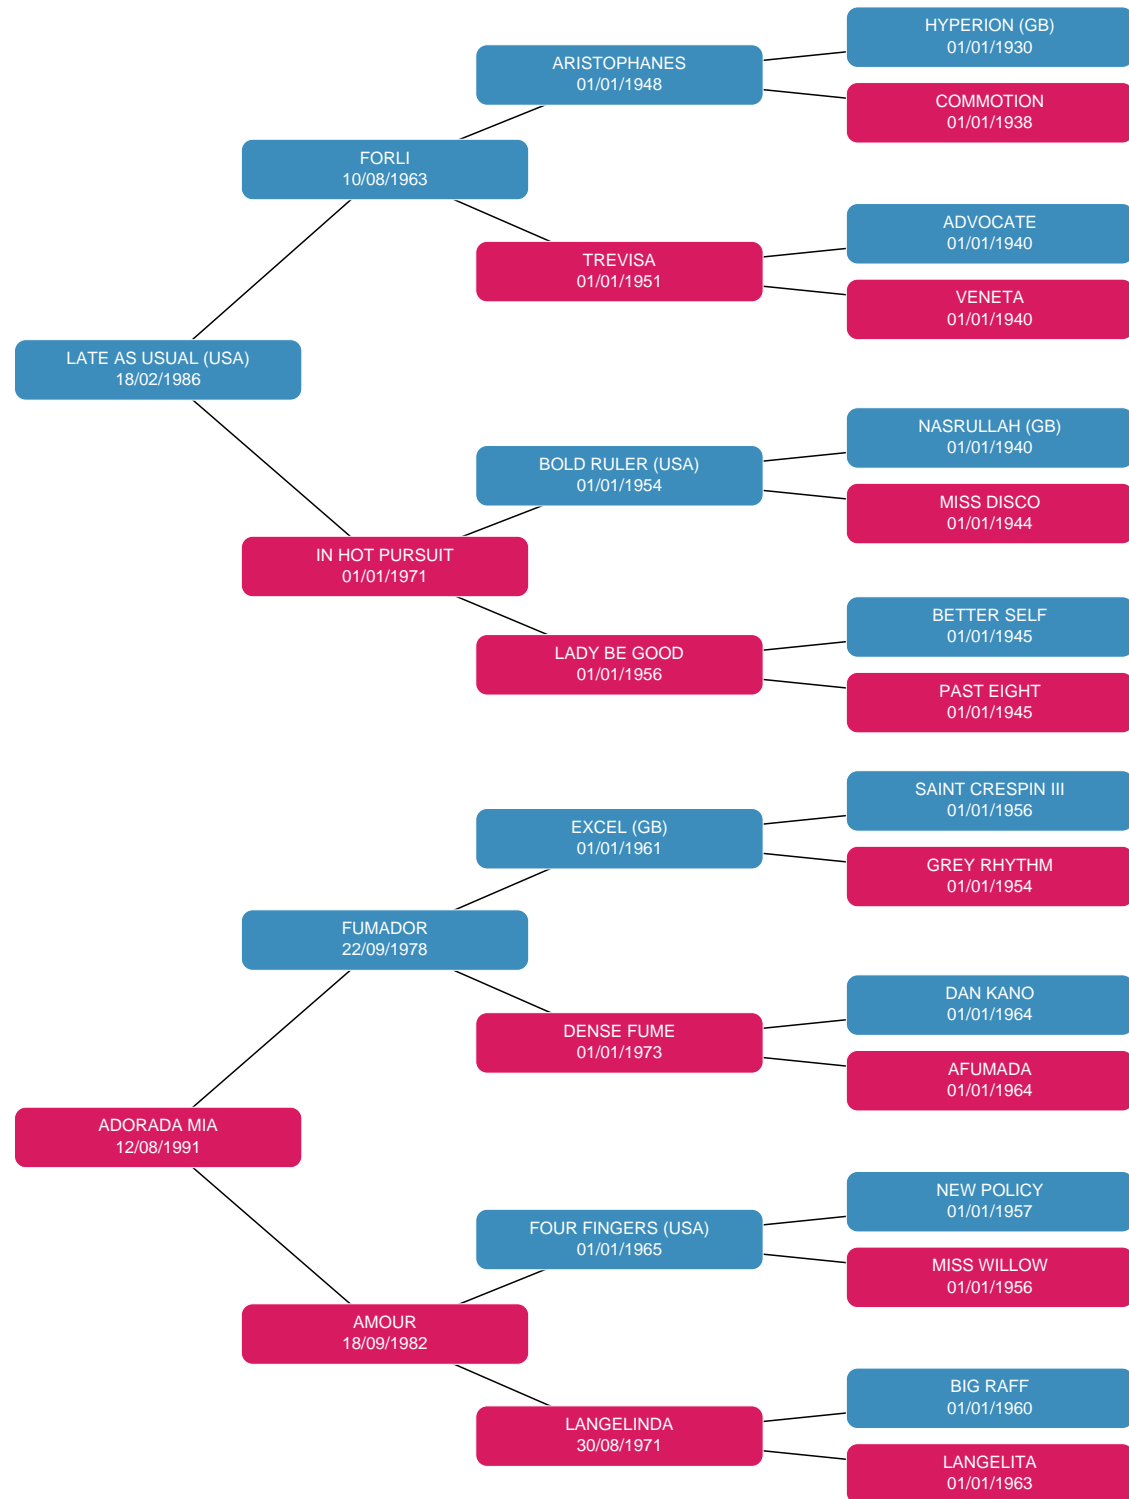 HYPERION (GB)
01/01/1930
ARISTOPHANES
01/01/1948
COMMOTION
01/01/1938
FORLI
10/08/1963
ADVOCATE
01/01/1940
TREVISA
01/01/1951
VENETA
01/01/1940
LATE AS USUAL (USA)
18/02/1986
NASRULLAH (GB)
01/01/1940
BOLD RULER (USA)
01/01/1954
MISS DISCO
01/01/1944
IN HOT PURSUIT
01/01/1971
BETTER SELF
01/01/1945
LADY BE GOOD
01/01/1956
PAST EIGHT
01/01/1945
SAINT CRESPIN III
01/01/1956
EXCEL (GB)
01/01/1961
GREY RHYTHM
01/01/1954
FUMADOR
22/09/1978
DAN KANO
01/01/1964
DENSE FUME
01/01/1973
AFUMADA
01/01/1964
ADORADA MIA
12/08/1991
NEW POLICY
01/01/1957
FOUR FINGERS (USA)
01/01/1965
MISS WILLOW
01/01/1956
AMOUR
18/09/1982
BIG RAFF
01/01/1960
LANGELINDA
30/08/1971
LANGELITA
01/01/1963